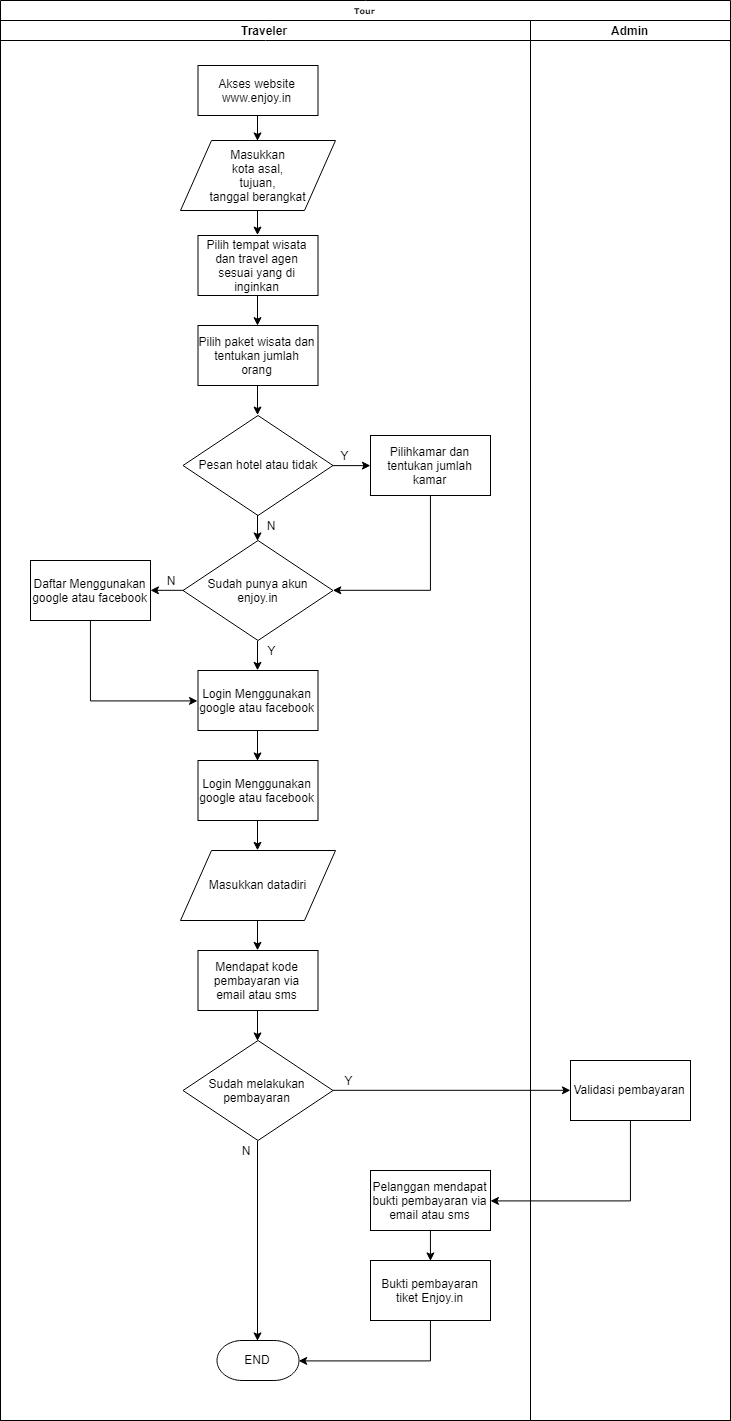 Tour
Traveler
Admin
Akses website
www.enjoy.in
Masukkan
kota asal,
tujuan,
tanggal berangkat
Pilih tempat wisata
dan travel agen
sesuai yang di
inginkan
Pilih paket wisata dan
tentukan jumlah
orang
Pesan hotel atau tidak
Y
Pilihkamar dan
tentukan jumlah
kamar
N
Sudah punya akun
enjoy.in
N
Daftar Menggunakan
google atau facebook
Y
Login Menggunakan
google atau facebook
Login Menggunakan
google atau facebook
Masukkan datadiri
Mendapat kode
pembayaran via
email atau sms
Sudah melakukan
pembayaran
Y
Validasi pembayaran
N
Pelanggan mendapat
bukti pembayaran via
email atau sms
Bukti pembayaran
tiket Enjoy.in
END